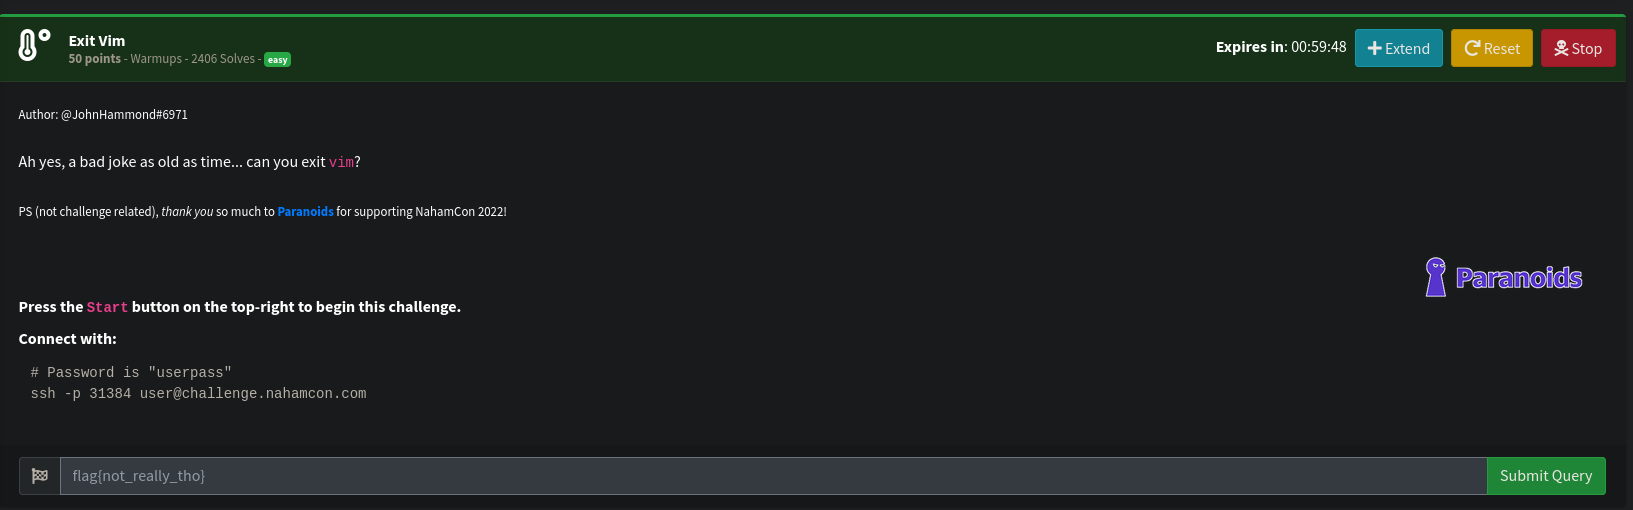 Exit Vim
50 points - Warmups - 2406 Solves - easy
Expires in: 00:59:48 Extend Reset Stop
Author: @JohnHammond#6971
Ah yes, a bad joke as old as time... can you exit vim?
PS (not challenge related), thank you so much to Paranoids for supporting NahamCon 2022!
Paranoids
Press the Start button on the top-right to begin this challenge.
Connect with:
# Password is "userpass"
ssh -p 31384 user@challenge.nahamcon.com
flag{not_really_tho} Submit Query